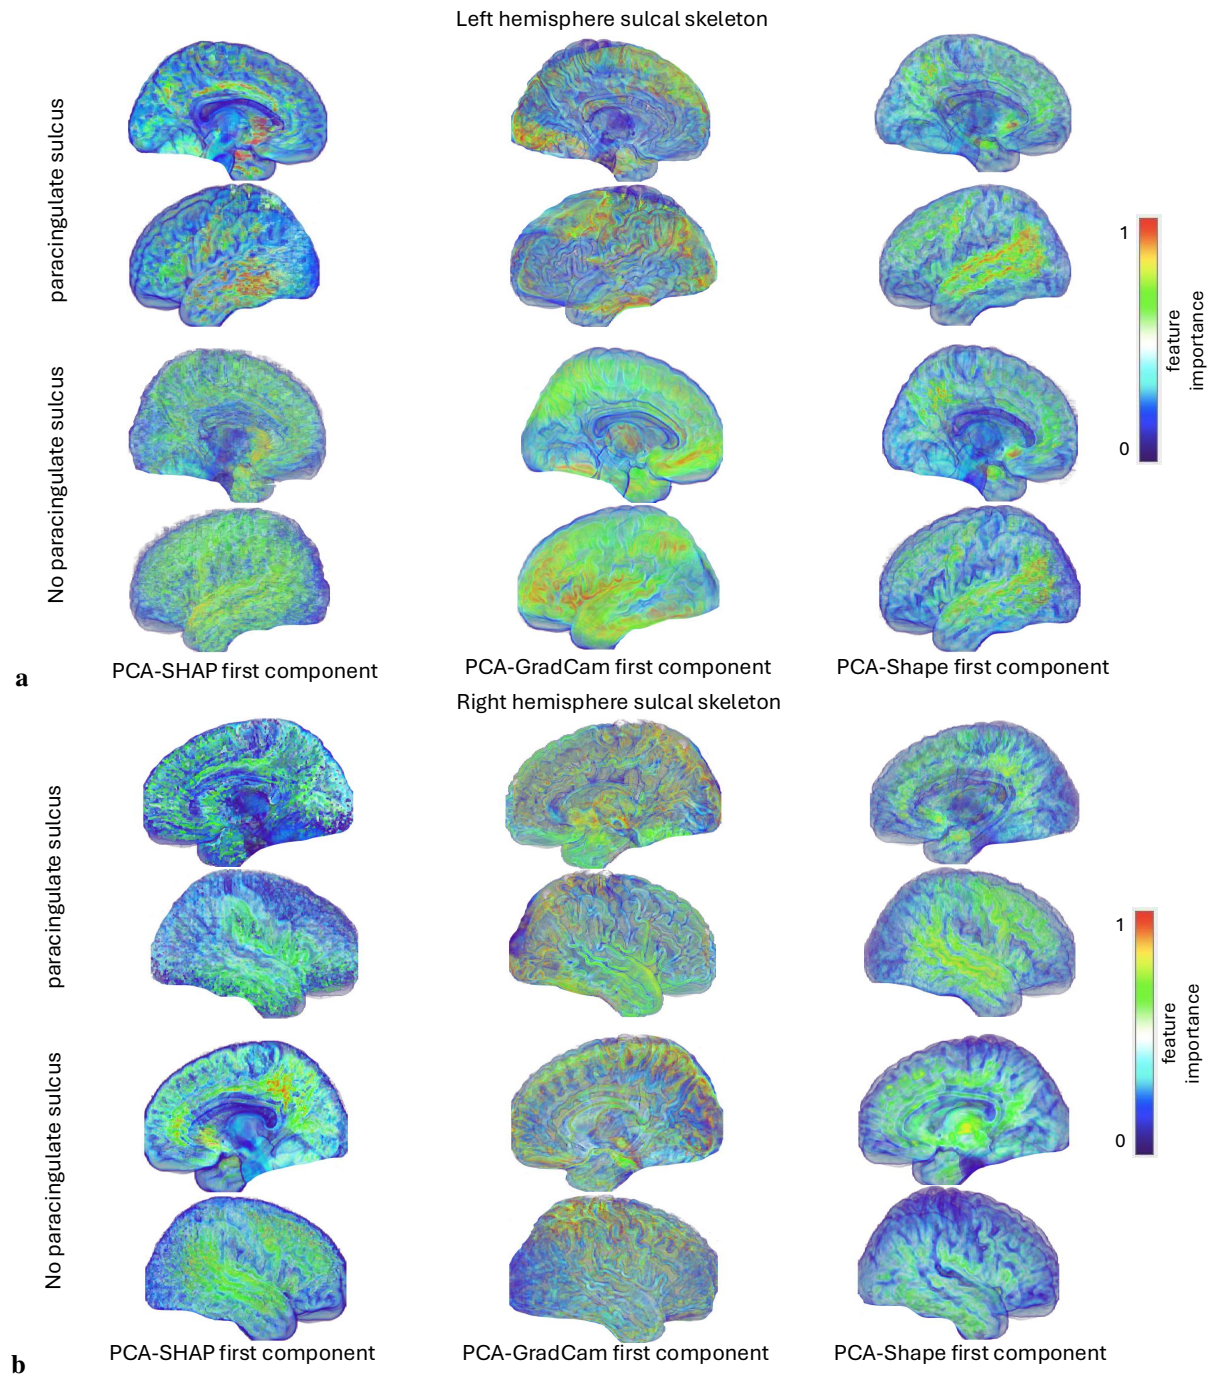 Left hemisphere sulcal skeleton
paracingulate sulcus
No paracingulate sulcus
1
0
feature
importance
PCA-SHAP first component
PCA-GradCam first component
PCA-Shape first component
a
Right hemisphere sulcal skeleton
paracingulate sulcus
No paracingulate sulcus
1
0
feature
importance
PCA-SHAP first component
PCA-GradCam first component
PCA-Shape first component
b